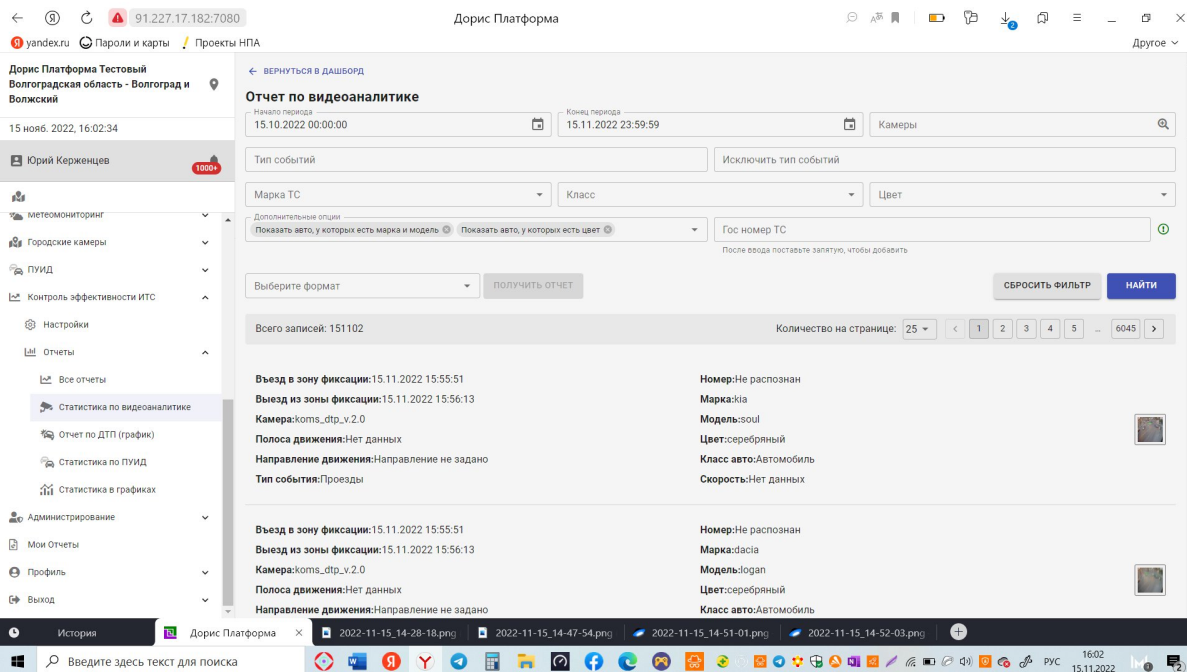 91.227.17.182:7080
Дорис Платформа
yandex.ru
Пароли и карты
Проекты НПА
Другое
Дорис Платформа Тестовый
Волгоградская область - Волгоград и
Волжский
15 нояб. 2022, 16:02:34
Юрий Керженцев
1000+
Метеомониторинг
Городские камеры
ПУИД
Контроль эффективности ИТС
Настройки
Отчеты
Все отчеты
Статистика по видеоаналитике
Отчет по ДТП (график)
Статистика по ПУИД
Статистика в графиках
Администрирование
Мои Отчеты
Профиль
Выход
ВЕРНУТЬСЯ В ДАШБОРД
Отчет по видеоаналитике
Начало периода
15.10.2022 00:00:00
Конец периода
15.11.2022 23:59:59
Камеры
Тип событий
Исключить тип событий
Марка ТС
Класс
Цвет
Дополнительные опции
Показать авто, у которых есть марка и модель
Показать авто, у которых есть цвет
Гос номер ТС
После ввода поставьте запятую, чтобы добавить
Выберите формат
ПОЛУЧИТЬ ОТЧЕТ
СБРОСИТЬ ФИЛЬТР
НАЙТИ
Всего записей: 151102
Количество на странице: 25
1 2 3 4 5 ... 6045
Въезд в зону фиксации:15.11.2022 15:55:51
Выезд из зоны фиксации:15.11.2022 15:56:13
Камера:koms_dtp_v.2.0
Полоса движения:Нет данных
Направление движения:Направление не задано
Тип события:Проезды
Номер:Не распознан
Марка:kia
Модель:soul
Цвет:серебряный
Класс авто:Автомобиль
Скорость:Нет данных
Въезд в зону фиксации:15.11.2022 15:55:51
Выезд из зоны фиксации:15.11.2022 15:56:13
Камера:koms_dtp_v.2.0
Полоса движения:Нет данных
Направление движения:Направление не задано
Номер:Не распознан
Марка:dacia
Модель:logan
Цвет:серебряный
Класс авто:Автомобиль
История
Дорис Платформа
2022-11-15_14-28-18.png
2022-11-15_14-47-54.png
2022-11-15_14-51-01.png
2022-11-15_14-52-03.png
Введите здесь текст для поиска
РУС
16:02
15.11.2022